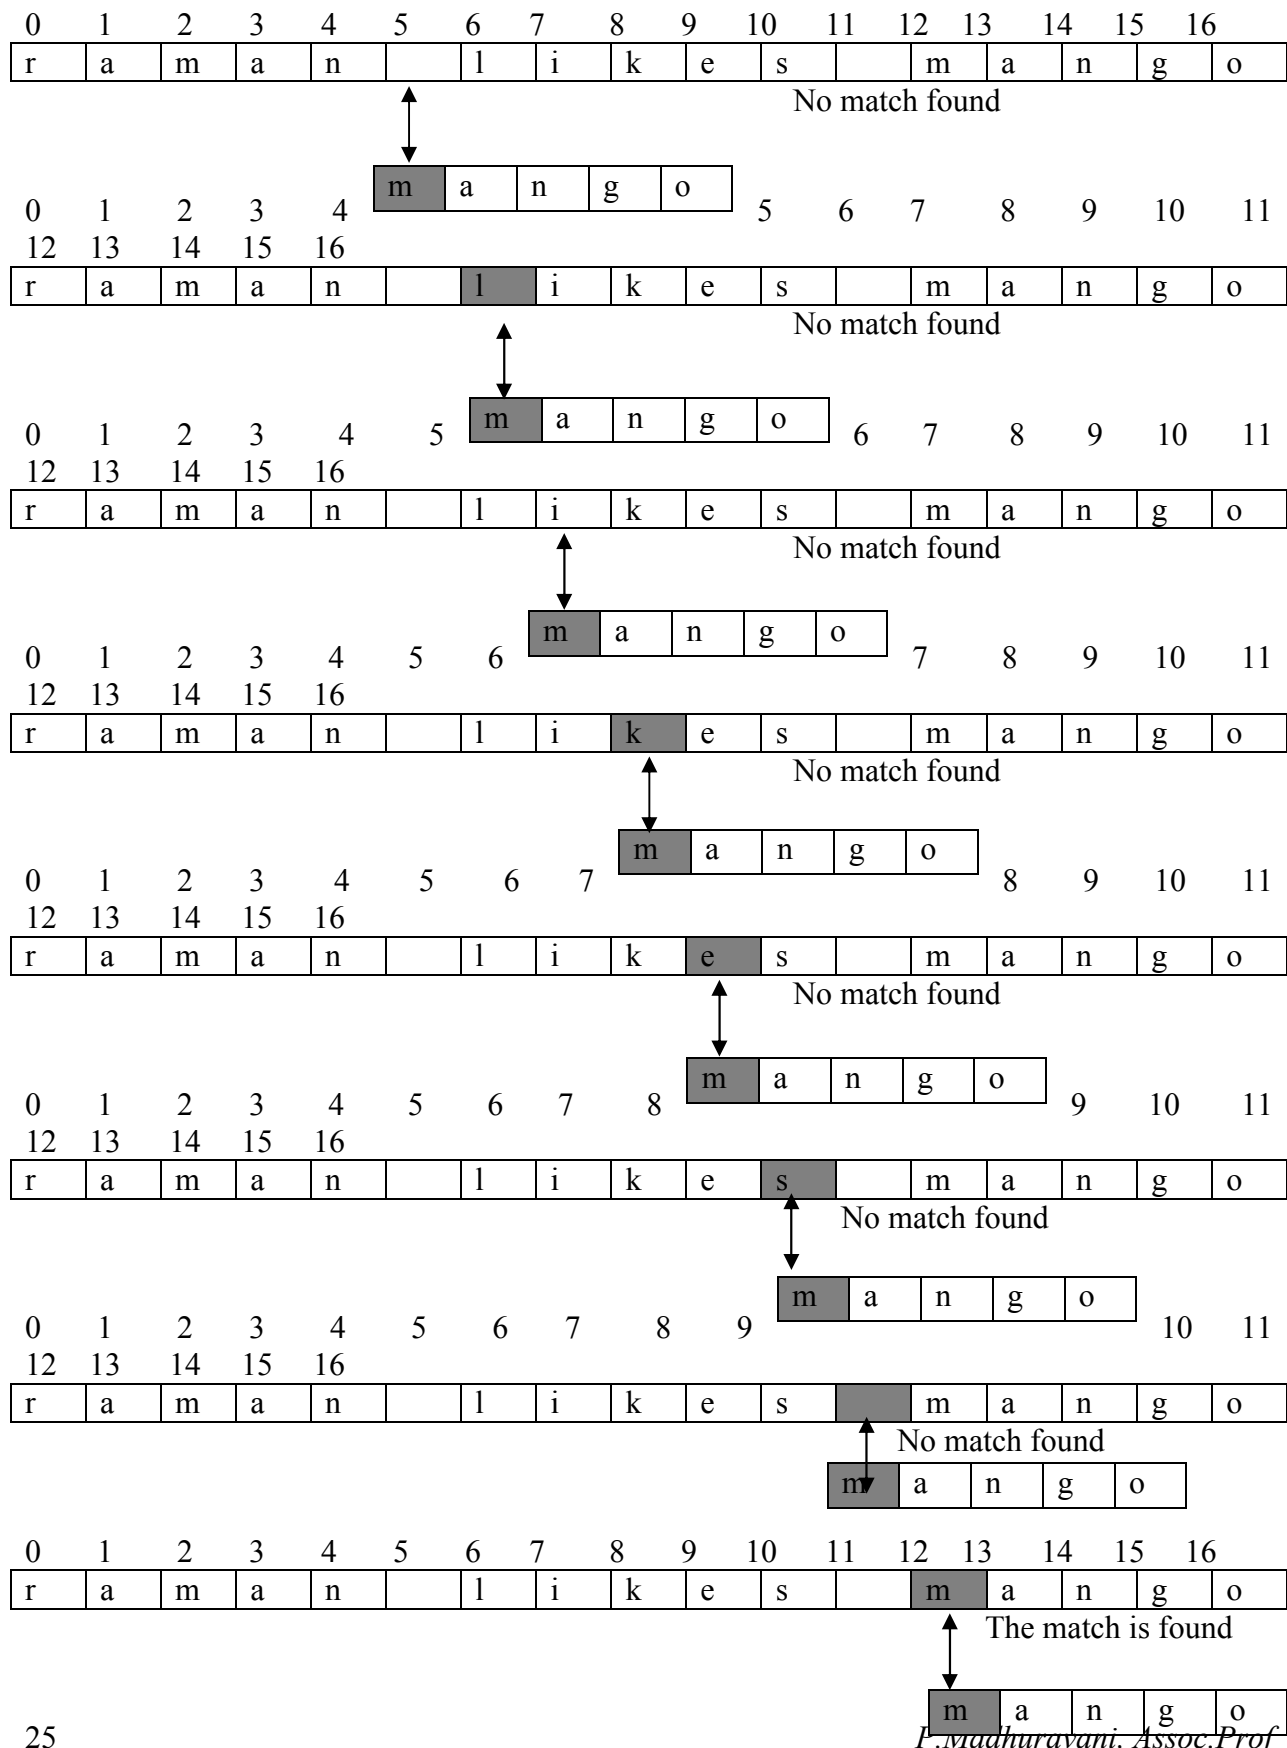 0 1 2 3 4 5 6 7 8 9 10 11 12 13 14 15 16
r a m a n l i k e s m a n g o
No match found
m a n g o
0 1 2 3 4 5 6 7 8 9 10 11
12 13 14 15 16
r a m a n l i k e s m a n g o
No match found
m a n g o
0 1 2 3 4 5 6 7 8 9 10 11
12 13 14 15 16
r a m a n l i k e s m a n g o
No match found
m a n g o
0 1 2 3 4 5 6 7 8 9 10 11
12 13 14 15 16
r a m a n l i k e s m a n g o
No match found
m a n g o
0 1 2 3 4 5 6 7 8 9 10 11
12 13 14 15 16
r a m a n l i k e s m a n g o
No match found
m a n g o
0 1 2 3 4 5 6 7 8 9 10 11
12 13 14 15 16
r a m a n l i k e s m a n g o
No match found
m a n g o
0 1 2 3 4 5 6 7 8 9 10 11
12 13 14 15 16
r a m a n l i k e s m a n g o
No match found
m a n g o
0 1 2 3 4 5 6 7 8 9 10 11 12 13 14 15 16
r a m a n l i k e s m a n g o
The match is found
m a n g o
25 P.Madhuravani, Assoc.Prof